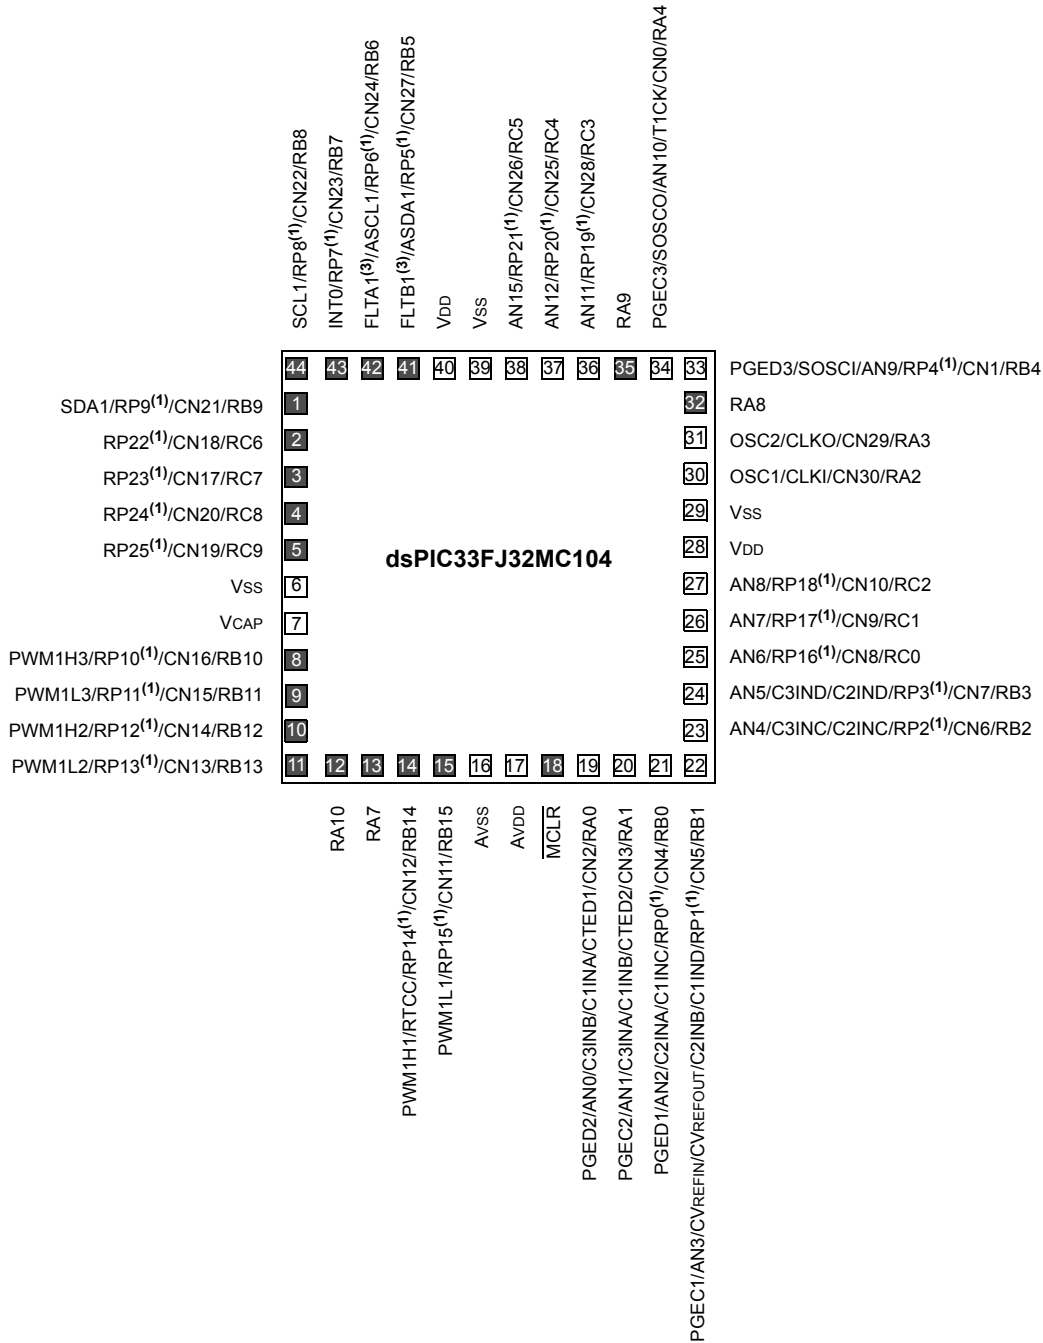 SCL1/RP8(1)/CN22/RB8
INT0/RP7(1)/CN23/RB7
FLTA1(3)/ASCL1/RP6(1)/CN24/RB6
FLTB1(3)/ASDA1/RP5(1)/CN27/RB5
VDD
VSS
AN15/RP21(1)/CN26/RC5
AN12/RP20(1)/CN25/RC4
AN11/RP19(1)/CN28/RC3
RA9
PGEC3/SOSCO/AN10/T1CK/CN0/RA4
44 43 42 41 40 39 38 37 36 35 34 33 PGED3/SOSCI/AN9/RP4(1)/CN1/RB4
SDA1/RP9(1)/CN21/RB9 1 32 RA8
RP22(1)/CN18/RC6 2 31 OSC2/CLKO/CN29/RA3
RP23(1)/CN17/RC7 3 30 OSC1/CLKI/CN30/RA2
RP24(1)/CN20/RC8 4 29 VSS
RP25(1)/CN19/RC9 5 dsPIC33FJ32MC104 28 VDD
VSS 6 27 AN8/RP18(1)/CN10/RC2
VCAP 7 26 AN7/RP17(1)/CN9/RC1
PWM1H3/RP10(1)/CN16/RB10 8 25 AN6/RP16(1)/CN8/RC0
PWM1L3/RP11(1)/CN15/RB11 9 24 AN5/C3IND/C2IND/RP3(1)/CN7/RB3
PWM1H2/RP12(1)/CN14/RB12 10 23 AN4/C3INC/C2INC/RP2(1)/CN6/RB2
PWM1L2/RP13(1)/CN13/RB13 11 12 13 14 15 16 17 18 19 20 21 22
RA10
RA7
PWM1H1/RTCC/RP14(1)/CN12/RB14
PWM1L1/RP15(1)/CN11/RB15
AVSS
AVDD
MCLR
PGED2/AN0/C3INB/C1INA/CTED1/CN2/RA0
PGEC2/AN1/C3INA/C1INB/CTED2/CN3/RA1
PGED1/AN2/C2INA/C1INC/RP0(1)/CN4/RB0
PGEC1/AN3/CVREFIN/CVREFOUT/C2INB/C1IND/RP1(1)/CN5/RB1